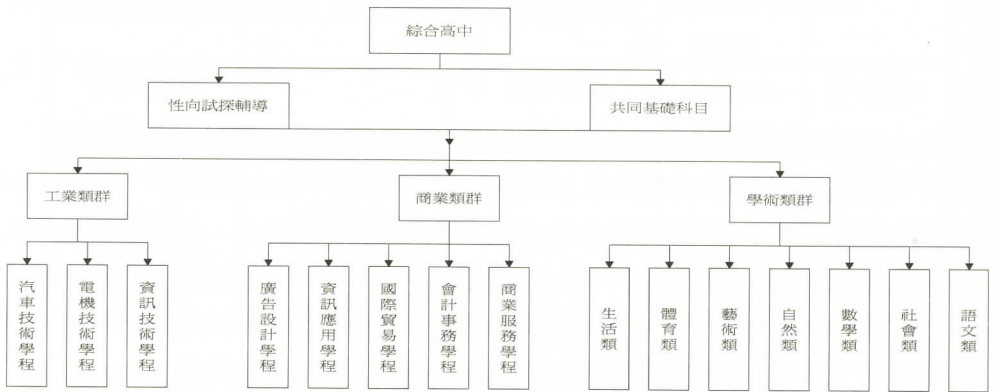 綜合高中
性向試探輔導
共同基礎科目
工業類群
商業類群
學術類群
汽車技術學程
電機技術學程
資訊技術學程
廣告設計學程
資訊應用學程
國際貿易學程
會計事務學程
商業服務學程
生活類
體育類
藝術類
自然類
數學類
社會類
語文類